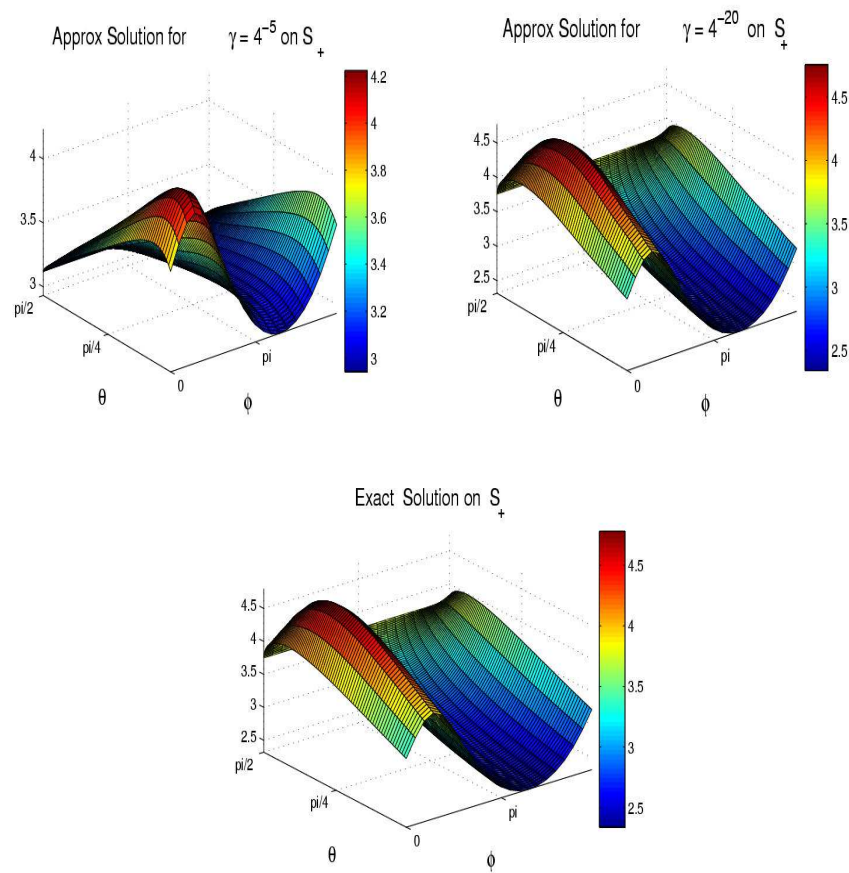 Approx Solution for γ = 4⁻⁵ on S₊
4.2
4
3.8
3.6
3.4
3.2
3
4
3.5
3
pi/2
pi/4
0
pi
θ
ϕ
Approx Solution for γ = 4⁻²⁰ on S₊
4.5
4
3.5
3
2.5
4.5
4
3.5
3
2.5
pi/2
pi/4
0
pi
θ
ϕ
Exact Solution on S₊
4.5
4
3.5
3
2.5
4.5
4
3.5
3
2.5
pi/2
pi/4
0
pi
θ
ϕ